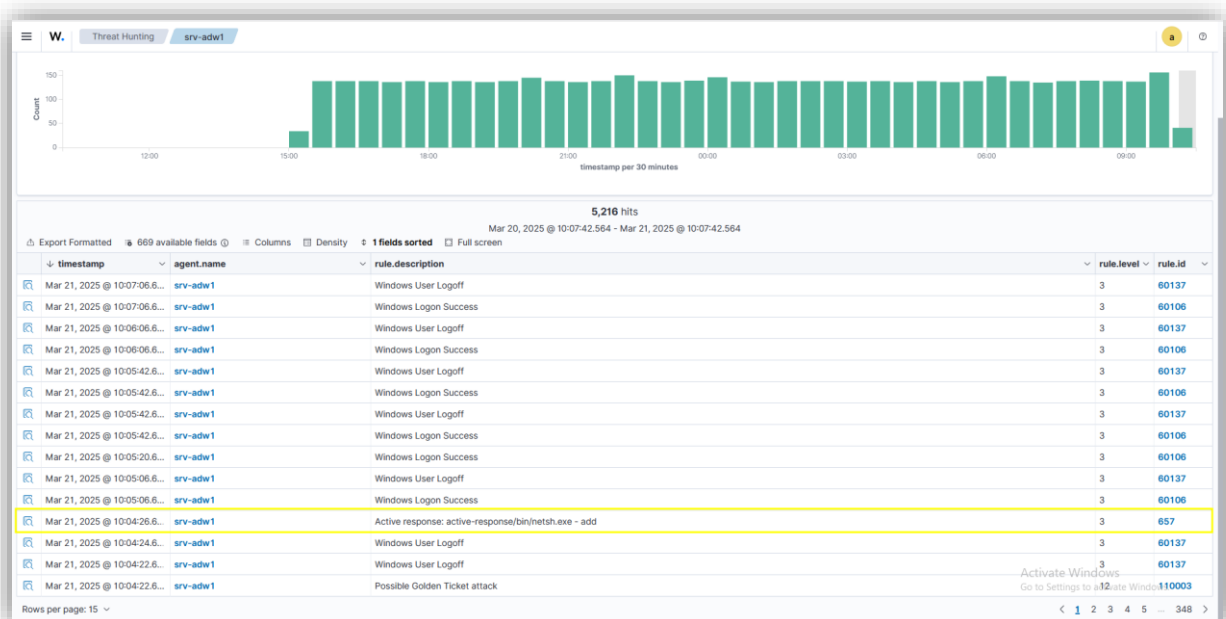 W. Threat Hunting srv-adw1 a
150
100
50
0
Count
12:00 15:00 18:00 21:00 00:00 03:00 06:00 09:00
timestamp per 30 minutes
5,216 hits
Mar 20, 2025 @ 10:07:42.564 - Mar 21, 2025 @ 10:07:42.564
Export Formatted 669 available fields Columns Density 1 fields sorted Full screen
timestamp agent.name rule.description rule.level rule.id
Mar 21, 2025 @ 10:07:06.6... srv-adw1 Windows User Logoff 3 60137
Mar 21, 2025 @ 10:07:06.6... srv-adw1 Windows Logon Success 3 60106
Mar 21, 2025 @ 10:06:06.6... srv-adw1 Windows User Logoff 3 60137
Mar 21, 2025 @ 10:06:06.6... srv-adw1 Windows Logon Success 3 60106
Mar 21, 2025 @ 10:05:42.6... srv-adw1 Windows User Logoff 3 60137
Mar 21, 2025 @ 10:05:42.6... srv-adw1 Windows Logon Success 3 60106
Mar 21, 2025 @ 10:05:42.6... srv-adw1 Windows User Logoff 3 60137
Mar 21, 2025 @ 10:05:42.6... srv-adw1 Windows Logon Success 3 60106
Mar 21, 2025 @ 10:05:20.6... srv-adw1 Windows Logon Success 3 60106
Mar 21, 2025 @ 10:05:06.6... srv-adw1 Windows User Logoff 3 60137
Mar 21, 2025 @ 10:05:06.6... srv-adw1 Windows Logon Success 3 60106
Mar 21, 2025 @ 10:04:26.6... srv-adw1 Active response: active-response/bin/netsh.exe - add 3 657
Mar 21, 2025 @ 10:04:24.6... srv-adw1 Windows User Logoff 3 60137
Mar 21, 2025 @ 10:04:22.6... srv-adw1 Windows User Logoff 3 60137
Activate Windows
Mar 21, 2025 @ 10:04:22.6... srv-adw1 Possible Golden Ticket attack 12 110003
Go to Settings to activate Windows.
Rows per page: 15 < 1 2 3 4 5 ... 348 >